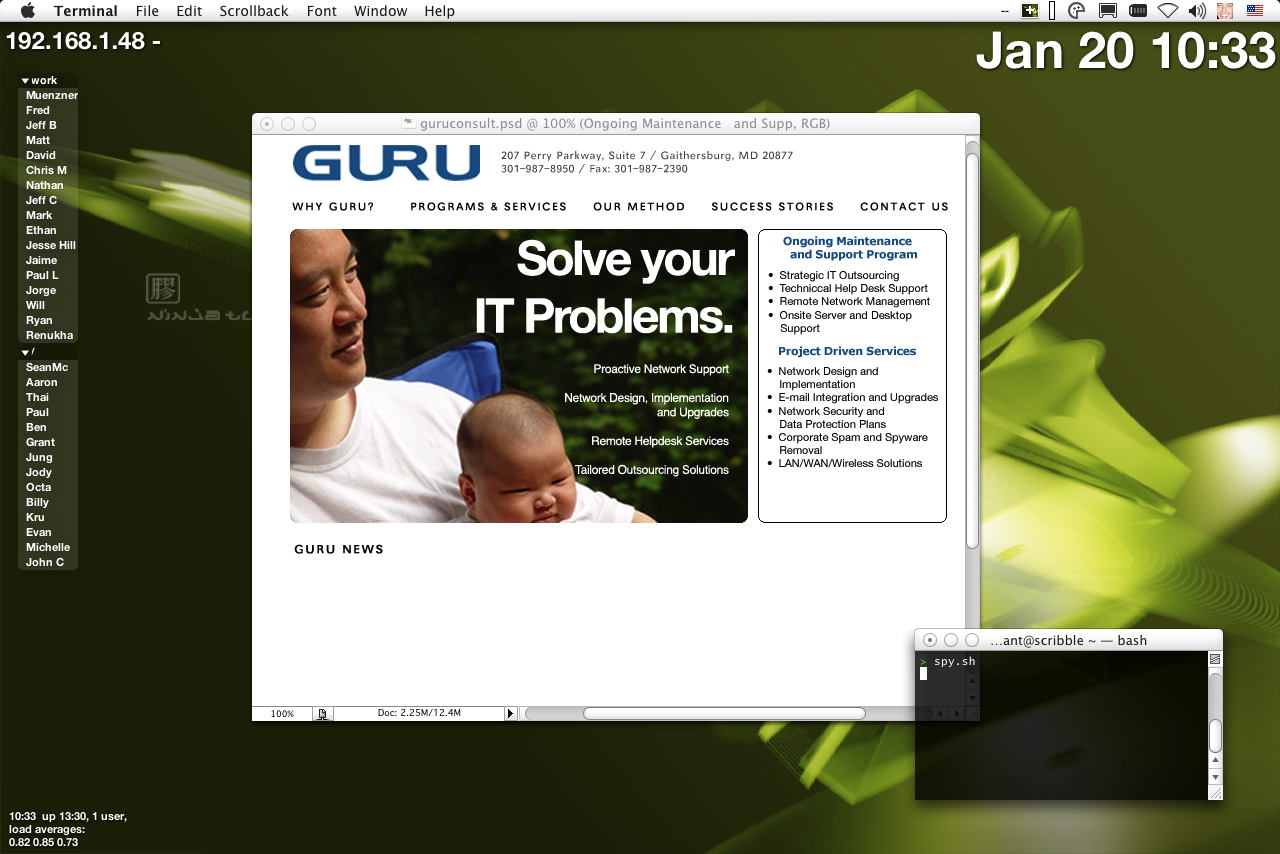 Terminal File Edit Scrollback Font Window Help --
192.168.1.48 -
Jan 20 10:33
work
Muenzner
Fred
Jeff B
Matt
David
Chris M
Nathan
Jeff C
Mark
Ethan
Jesse Hill
Jaime
Paul L
Jorge
Will
Ryan
Renukha
/
SeanMc
Aaron
Thai
Paul
Ben
Grant
Jung
Jody
Octa
Billy
Kru
Evan
Michelle
John C
膠
guruconsult.psd @ 100% (Ongoing Maintenance and Supp, RGB)
GURU
207 Perry Parkway, Suite 7 / Gaithersburg, MD 20877
301-987-8950 / Fax: 301-987-2390
WHY GURU? PROGRAMS & SERVICES OUR METHOD SUCCESS STORIES CONTACT US
Solve your
IT Problems.
Proactive Network Support
Network Design, Implementation
and Upgrades
Remote Helpdesk Services
Tailored Outsourcing Solutions
Ongoing Maintenance
and Support Program
• Strategic IT Outsourcing
• Techniccal Help Desk Support
• Remote Network Management
• Onsite Server and Desktop
Support
Project Driven Services
• Network Design and
Implementation
• E-mail Integration and Upgrades
• Network Security and
Data Protection Plans
• Corporate Spam and Spyware
Removal
• LAN/WAN/Wireless Solutions
GURU NEWS
100% Doc: 2.25M/12.4M
...ant@scribble ~ — bash
> spy.sh
10:33 up 13:30, 1 user,
load averages:
0.82 0.85 0.73